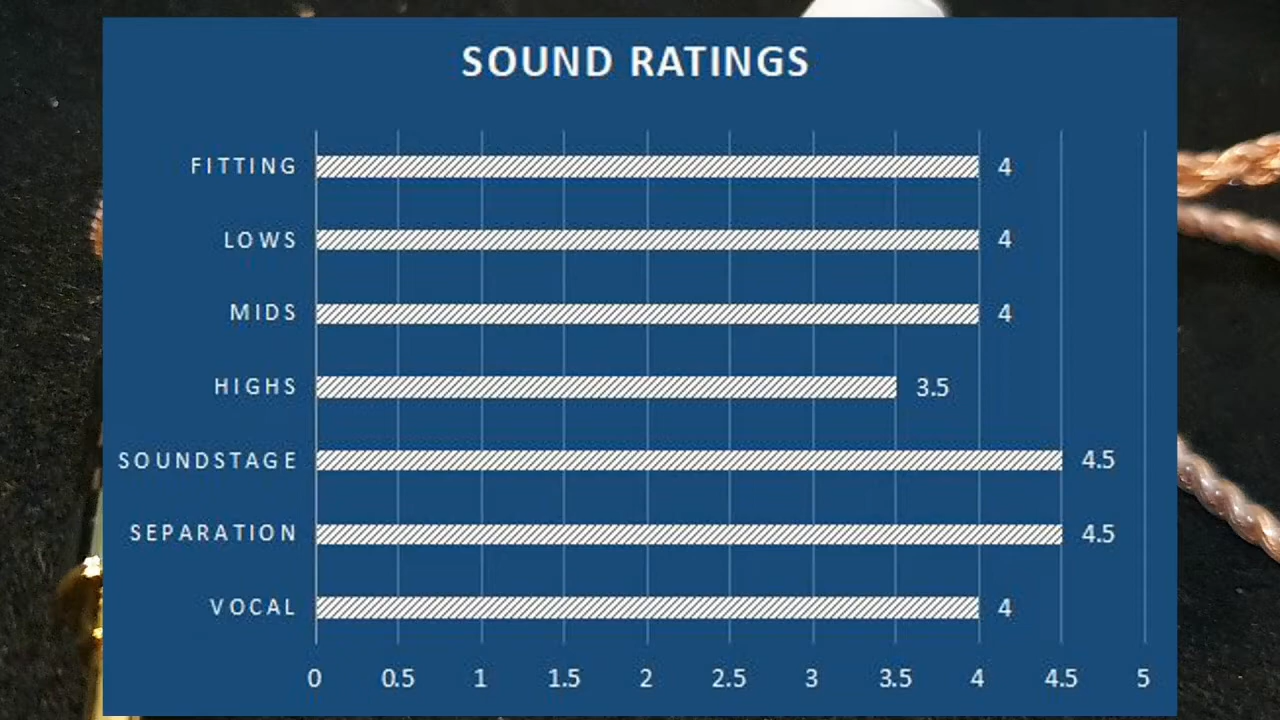 SOUND RATINGS
FITTING 4
LOWS 4
MIDS 4
HIGHS 3.5
SOUNDSTAGE 4.5
SEPARATION 4.5
VOCAL 4
0 0.5 1 1.5 2 2.5 3 3.5 4 4.5 5